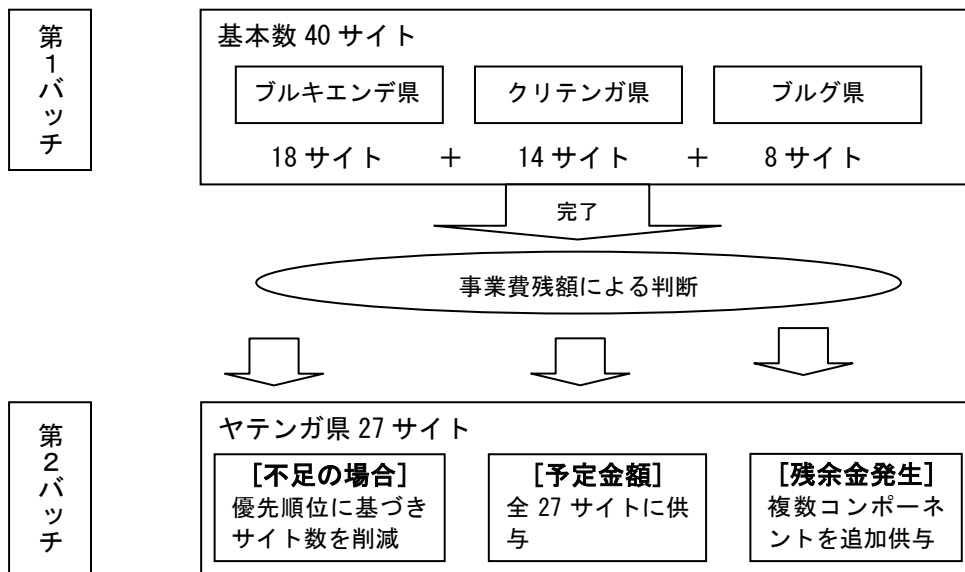 第1バッチ
基本数 40 サイト
ブルキエンデ県 クリテンガ県 ブルグ県
18 サイト + 14 サイト + 8 サイト
完了
事業費残額による判断
第2バッチ
ヤテンガ県 27 サイト
[不足の場合]
優先順位に基づき
サイト数を削減
[予定金額]
全 27 サイトに供
与
[残余金発生]
複数コンポーネ
ントを追加供与